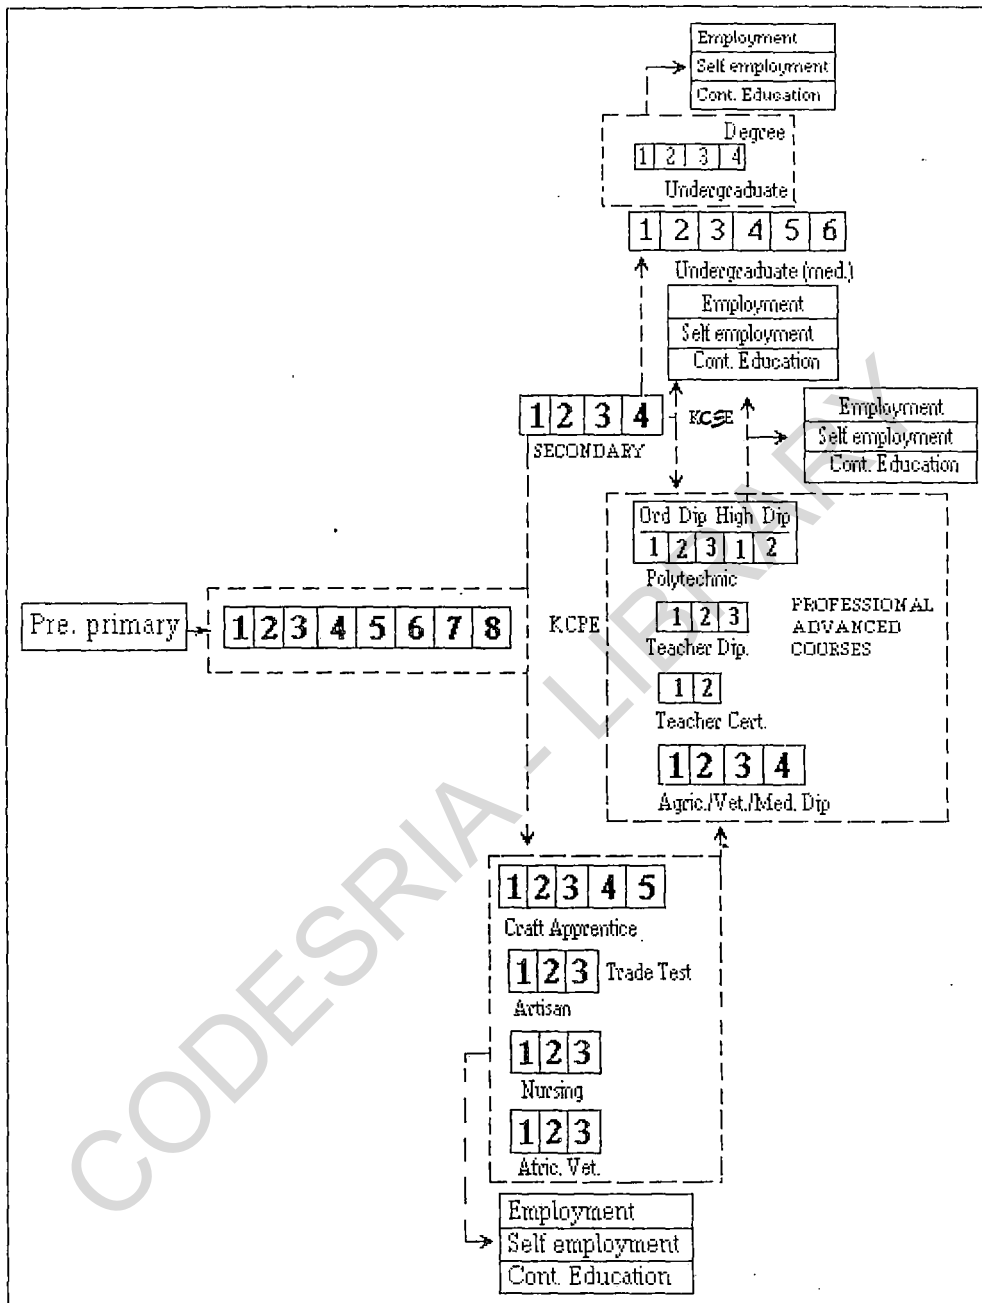 Employment
Self employment
Cont. Education
Degree
1 2 3 4
Undergraduate
1 2 3 4 5 6
Undergraduate (med.)
Employment
Self employment
Cont. Education
1 2 3 4
KCSE
SECONDARY
Employment
Self employment
Cont. Education
Ord Dip High Dip
1 2 3 1 2
Polytechnic
Pre. primary
1 2 3 4 5 6 7 8
KCPE
1 2 3
Teacher Dip.
PROFESSIONAL
ADVANCED
COURSES
1 2
Teacher Cert.
1 2 3 4
Agric./Vet./Med. Dip
1 2 3 4 5
Craft Apprentice
1 2 3 Trade Test
Artisan
1 2 3
Nursing
1 2 3
Afric. Vet.
Employment
Self employment
Cont. Education
CODESRIA - LIBRARY